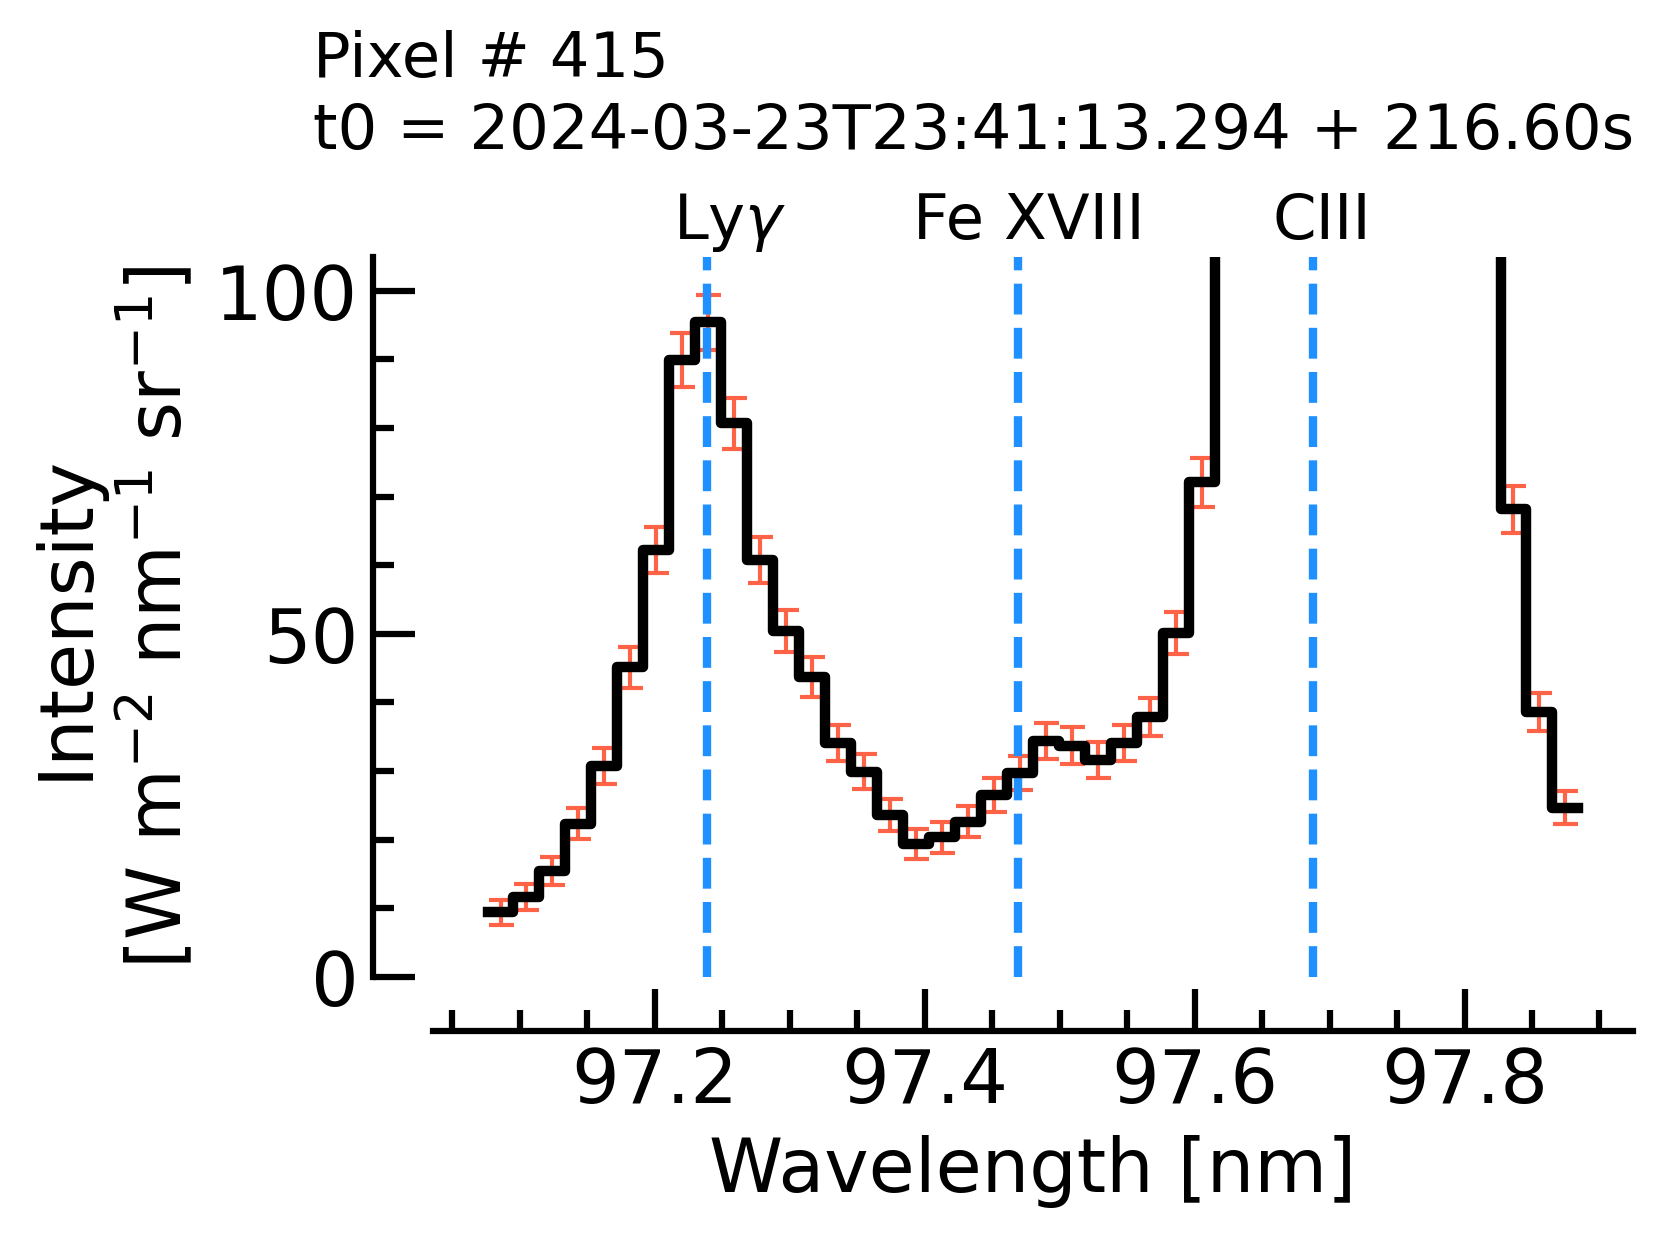 Pixel # 415
t0 = 2024-03-23T23:41:13.294 + 216.60s
Lyγ Fe XVIII CIII
Intensity
[W m⁻² nm⁻¹ sr⁻¹]
100
50
0
97.2 97.4 97.6 97.8
Wavelength [nm]